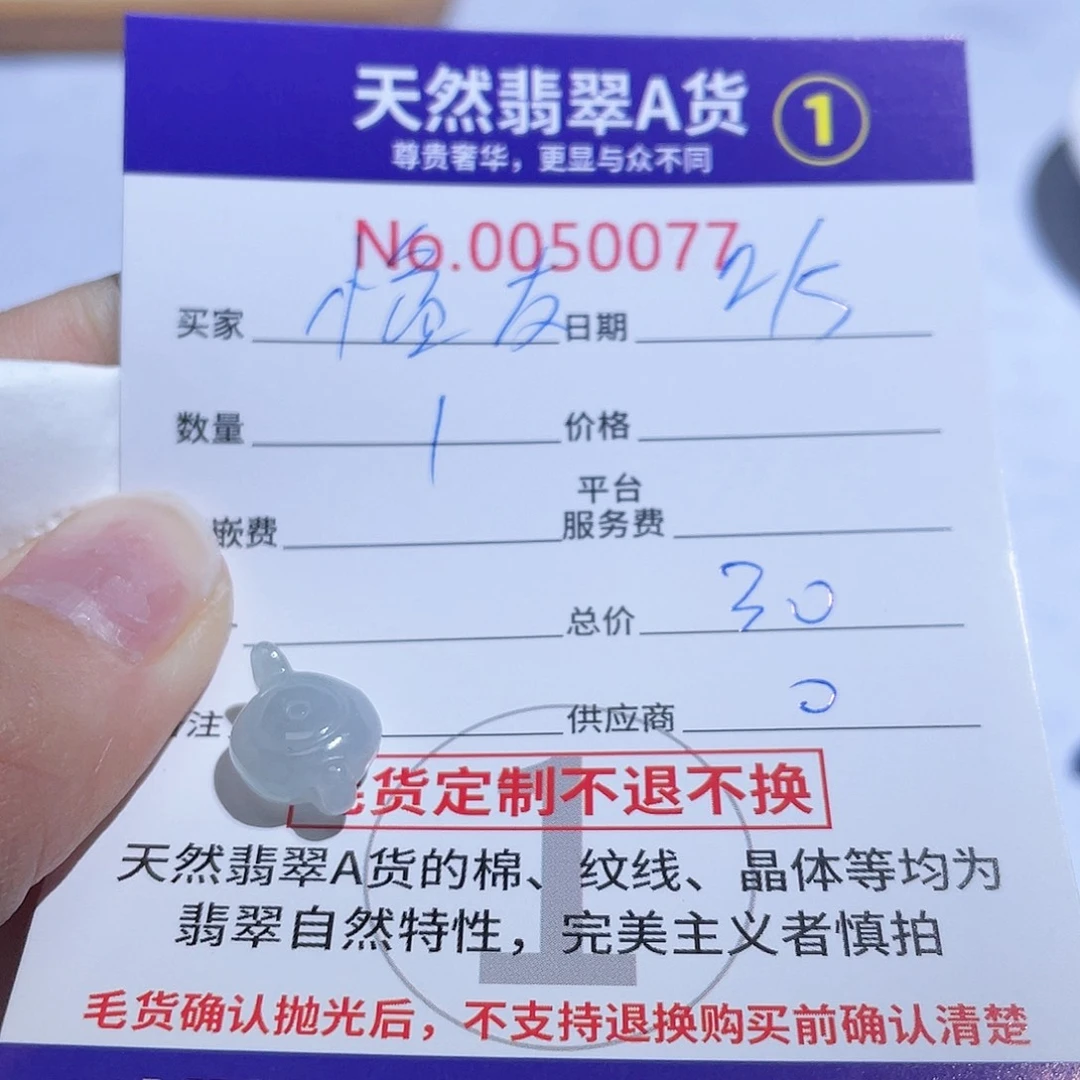 天然翡翠A货 1
尊贵奢华，更显与众不同
No.0050077
买家 日期 2/5
数量 1 价格
嵌费 平台
服务费
总价 30
注 供应商 0
货定制不退不换
1
天然翡翠A货的棉、纹线、晶体等均为
翡翠自然特性，完美主义者慎拍
毛货确认抛光后，不支持退换购买前确认清楚